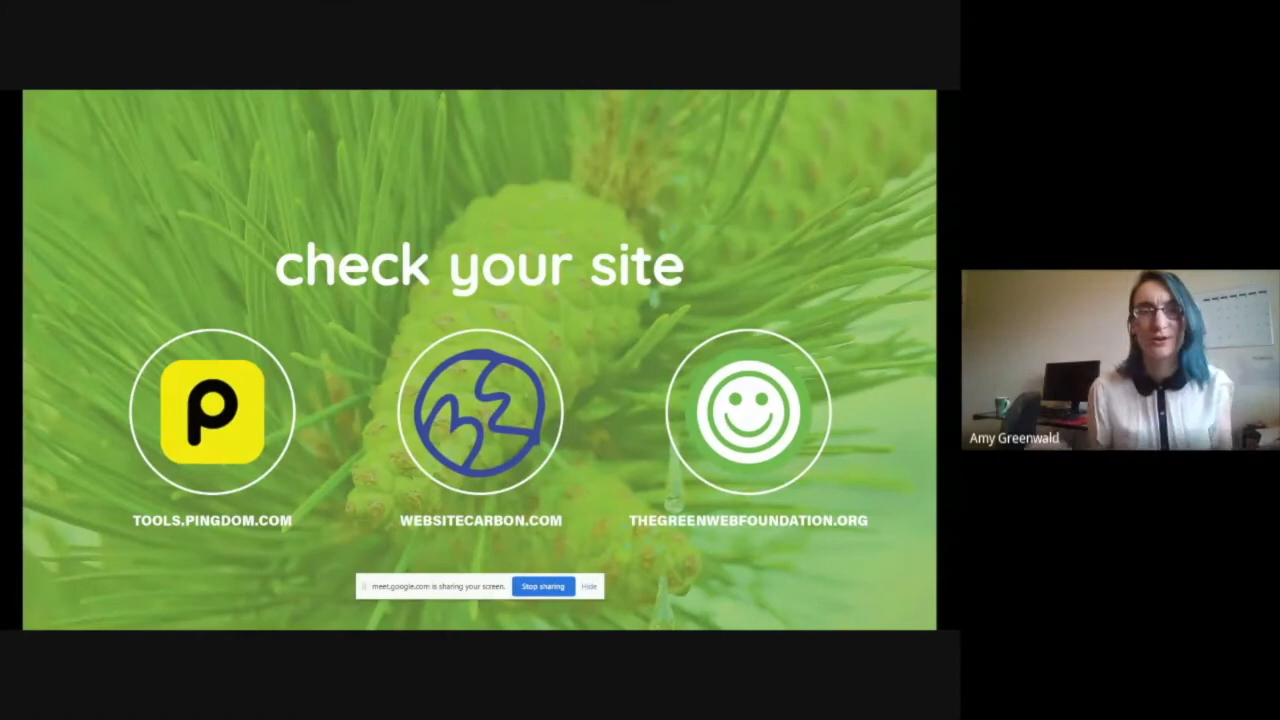 check your site
TOOLS.PINGDOM.COM
WEBSITECARBON.COM
THEGREENWEBFOUNDATION.ORG
meet.google.com is sharing your screen.
Stop sharing
Hide
Amy Greenwald